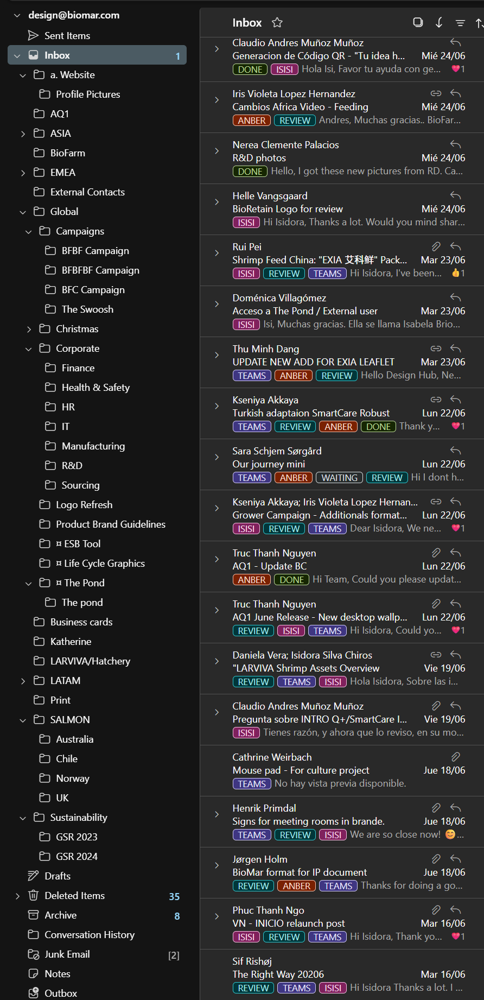 design@biomar.com
Sent Items
Inbox 1
a. Website
Profile Pictures
AQ1
ASIA
BioFarm
EMEA
External Contacts
Global
Campaigns
BFBF Campaign
BFBFBF Campaign
BFC Campaign
The Swoosh
Christmas
Corporate
Finance
Health & Safety
HR
IT
Manufacturing
R&D
Sourcing
Logo Refresh
Product Brand Guidelines
¤ ESB Tool
¤ Life Cycle Graphics
¤ The Pond
The pond
Business cards
Katherine
LARVIVA/Hatchery
LATAM
Print
SALMON
Australia
Chile
Norway
UK
Sustainability
GSR 2023
GSR 2024
Drafts
Deleted Items 35
Archive 8
Conversation History
Junk Email [2]
Notes
Outbox
Inbox
Claudio Andres Muñoz Muñoz
Generacion de Código QR - "Tu idea h... Mié 24/06
DONE ISISI Hola Isi, Favor tu ayuda con ge... ❤️1
Iris Violeta Lopez Hernandez
Cambios Africa Video - Feeding Mié 24/06
ANBER REVIEW Andres, Muchas gracias.. BioFar...
Nerea Clemente Palacios
R&D photos Mié 24/06
DONE Hello, I got these new pictures from RD. Ca...
Helle Vangsgaard
BioRetain Logo for review Mié 24/06
ISISI Hi Isidora, Thanks a lot. Would you mind shar...
Rui Pei
Shrimp Feed China: "EXIA 艾科鲜" Pack... Mar 23/06
ISISI REVIEW TEAMS Hi Isidora, I've been... 👍1
Doménica Villagómez
Acceso a The Pond / External user Mar 23/06
ISISI Isi, Muchas gracias. Ella se llama Isabela Brio...
Thu Minh Dang
UPDATE NEW ADD FOR EXIA LEAFLET Mar 23/06
TEAMS ANBER REVIEW Hello Design Hub, Ne...
Kseniya Akkaya
Turkish adaptaion SmartCare Robust Lun 22/06
TEAMS REVIEW ANBER DONE Thank y... ❤️1
Sara Schjem Sørgård
Our journey mini Lun 22/06
TEAMS ANBER WAITING REVIEW Hi I dont h...
Kseniya Akkaya; Iris Violeta Lopez Hernan...
Grower Campaign - Additionals format... Lun 22/06
ISISI REVIEW TEAMS Dear Isidora, We ne... ❤️1
Truc Thanh Nguyen
AQ1 - Update BC Lun 22/06
ANBER DONE Hi Team, Could you please updat...
Truc Thanh Nguyen
AQ1 June Release - New desktop wallp... Lun 22/06
REVIEW ISISI TEAMS Hi Isidora, Could yo... ❤️1
Daniela Vera; Isidora Silva Chiros
"LARVIVA Shrimp Assets Overview Vie 19/06
REVIEW TEAMS ISISI Hola Isidora, Sobre las i...
Claudio Andres Muñoz Muñoz
Pregunta sobre INTRO Q+/SmartCare I... Vie 19/06
ISISI Tienes razón, y ahora que lo reviso, en su mo...
Cathrine Weirbach
Mouse pad - For culture project Jue 18/06
TEAMS No hay vista previa disponible.
Henrik Primdal
Signs for meeting rooms in brande. Jue 18/06
TEAMS REVIEW ISISI We are so close now! 😊...
Jørgen Holm
BioMar format for IP document Jue 18/06
REVIEW ANBER TEAMS Thanks for doing a go...
Phuc Thanh Ngo
VN - INICIO relaunch post Mar 16/06
ISISI REVIEW TEAMS Hi Isidora, Thank yo... ❤️1
Sif Rishøj
The Right Way 20206 Mar 16/06
REVIEW TEAMS ISISI Hi Isidora Thanks a lot. I ...